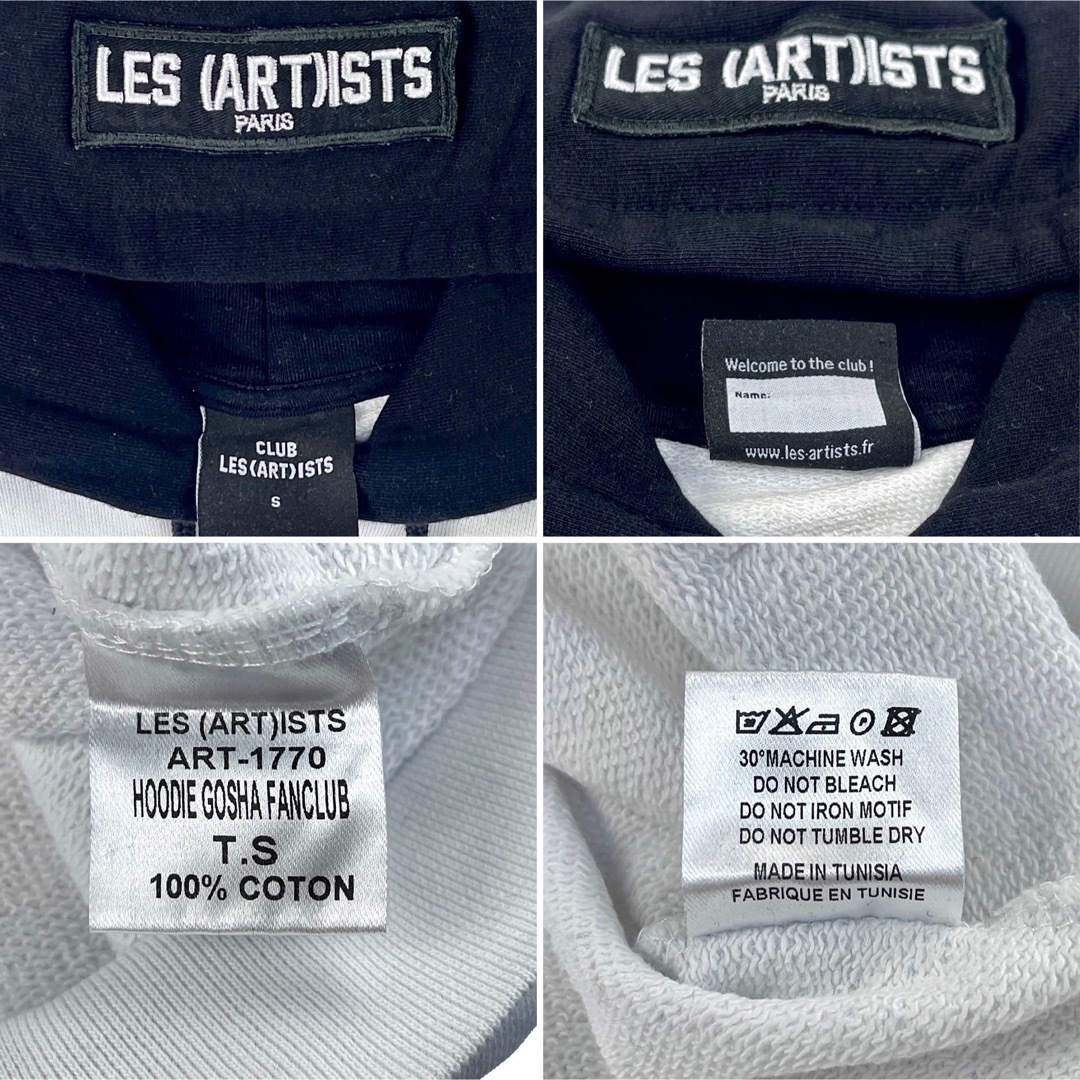 LES (ART)ISTS
PARIS
CLUB
LES(ART)ISTS
S
LES (ART)ISTS
PARIS
Welcome to the club !
Name:
www.les-artists.fr
LES (ART)ISTS
ART-1770
HOODIE GOSHA FANCLUB
T.S
100% COTON
30°MACHINE WASH
DO NOT BLEACH
DO NOT IRON MOTIF
DO NOT TUMBLE DRY
MADE IN TUNISIA
FABRIQUE EN TUNISIE